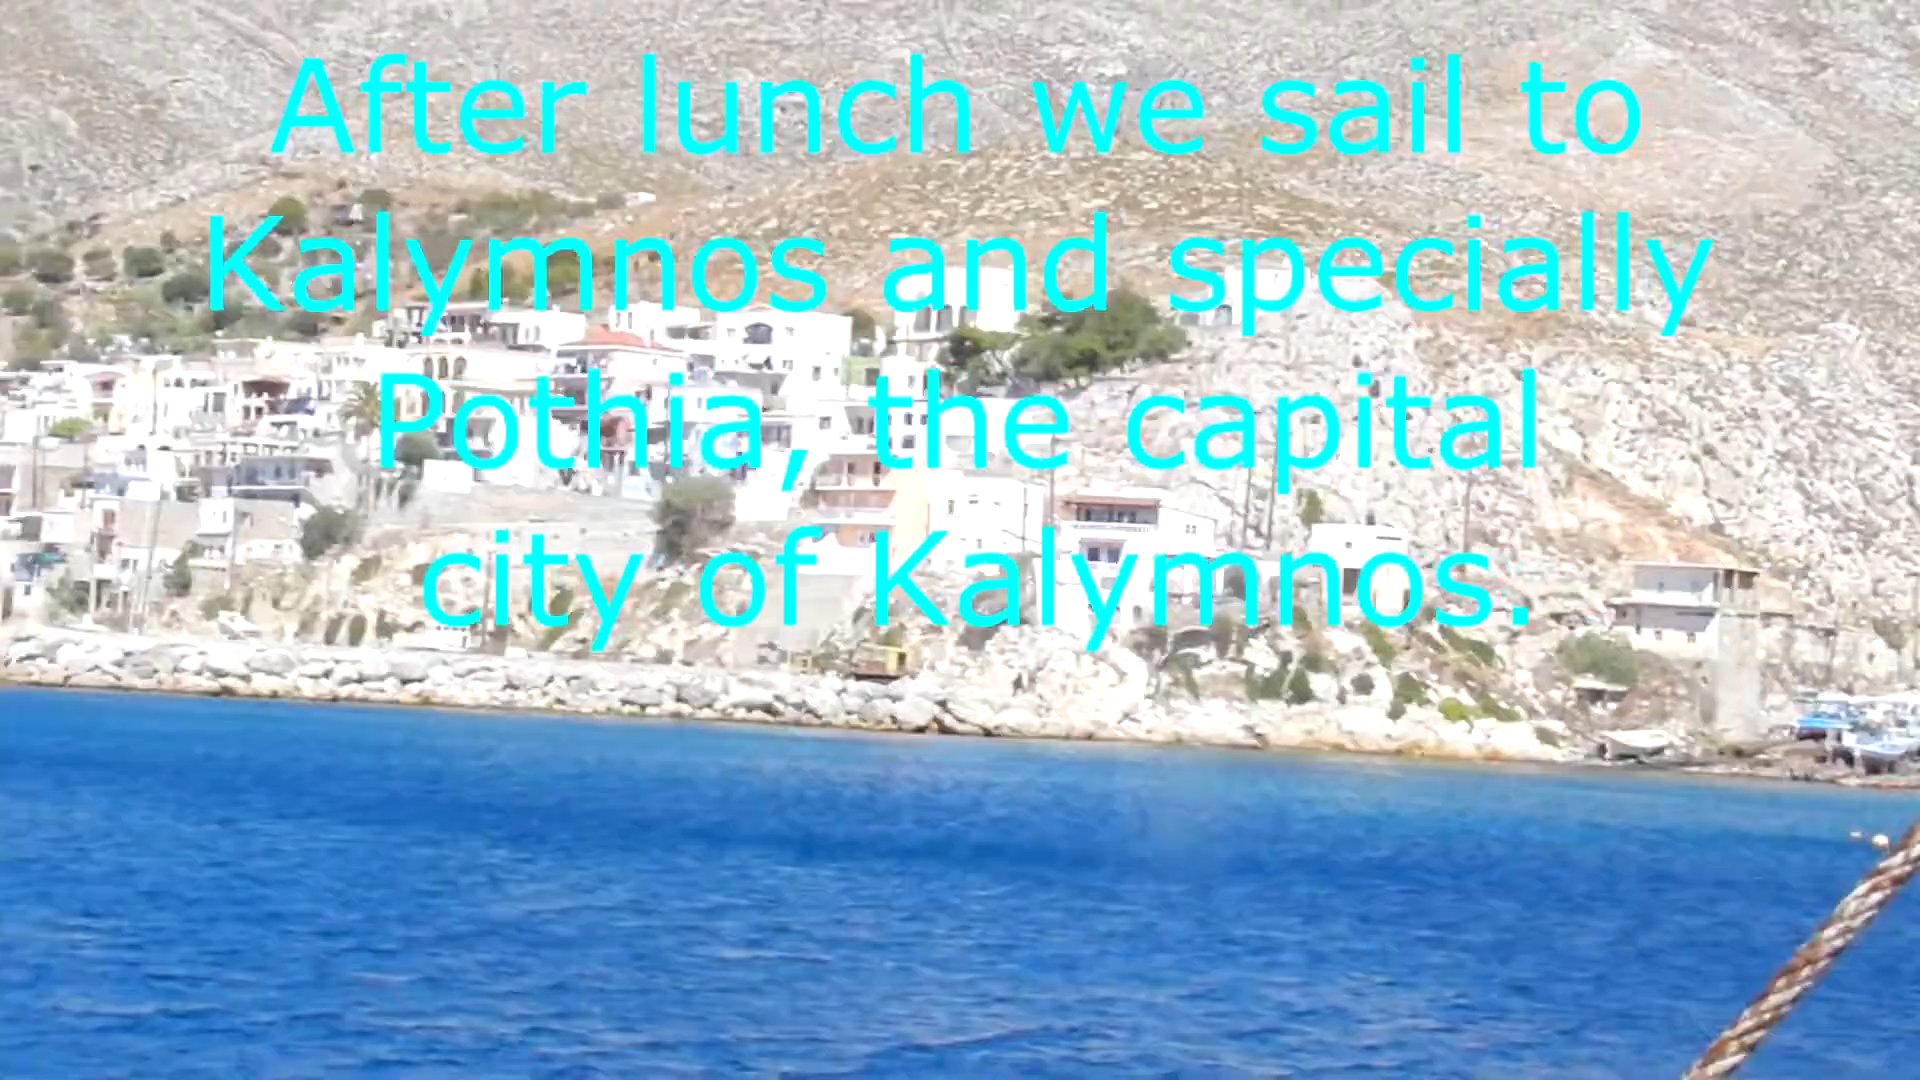 After lunch we sail to
Kalymnos and specially
Pothia, the capital
city of Kalymnos.